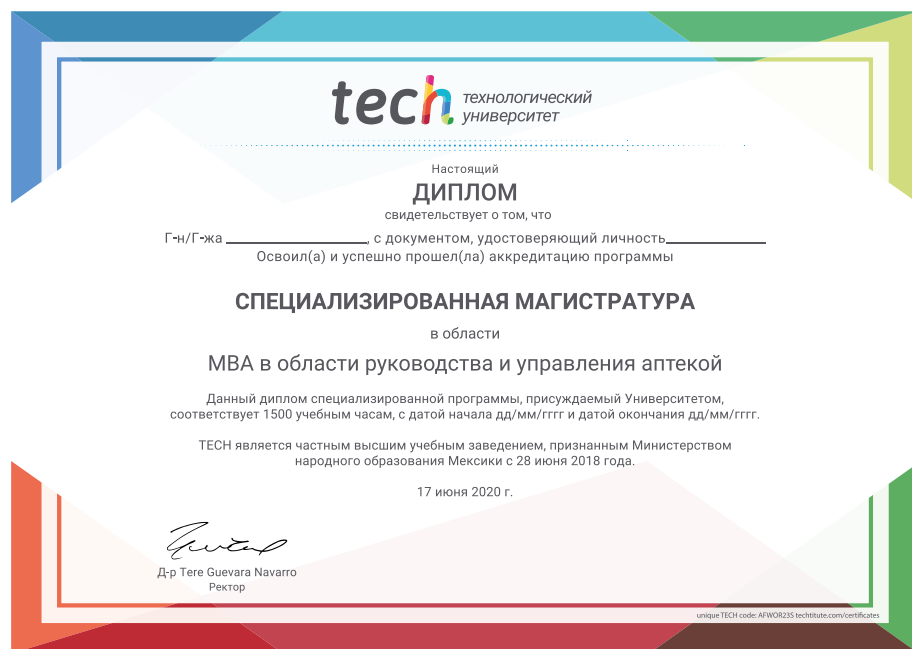 tech технологический
университет
Настоящий
ДИПЛОМ
свидетельствует о том, что
Г-н/Г-жа ____________________, с документом, удостоверяющий личность______________
Освоил(а) и успешно прошел(ла) аккредитацию программы
СПЕЦИАЛИЗИРОВАННАЯ МАГИСТРАТУРА
в области
MBA в области руководства и управления аптекой
Данный диплом специализированной программы, присуждаемый Университетом,
соответствует 1500 учебным часам, с датой начала дд/мм/гггг и датой окончания дд/мм/гггг.
TECH является частным высшим учебным заведением, признанным Министерством
народного образования Мексики с 28 июня 2018 года.
17 июня 2020 г.
Д-р Tere Guevara Navarro
Ректор
unique TECH code: AFWOR23S techtitute.com/certificates